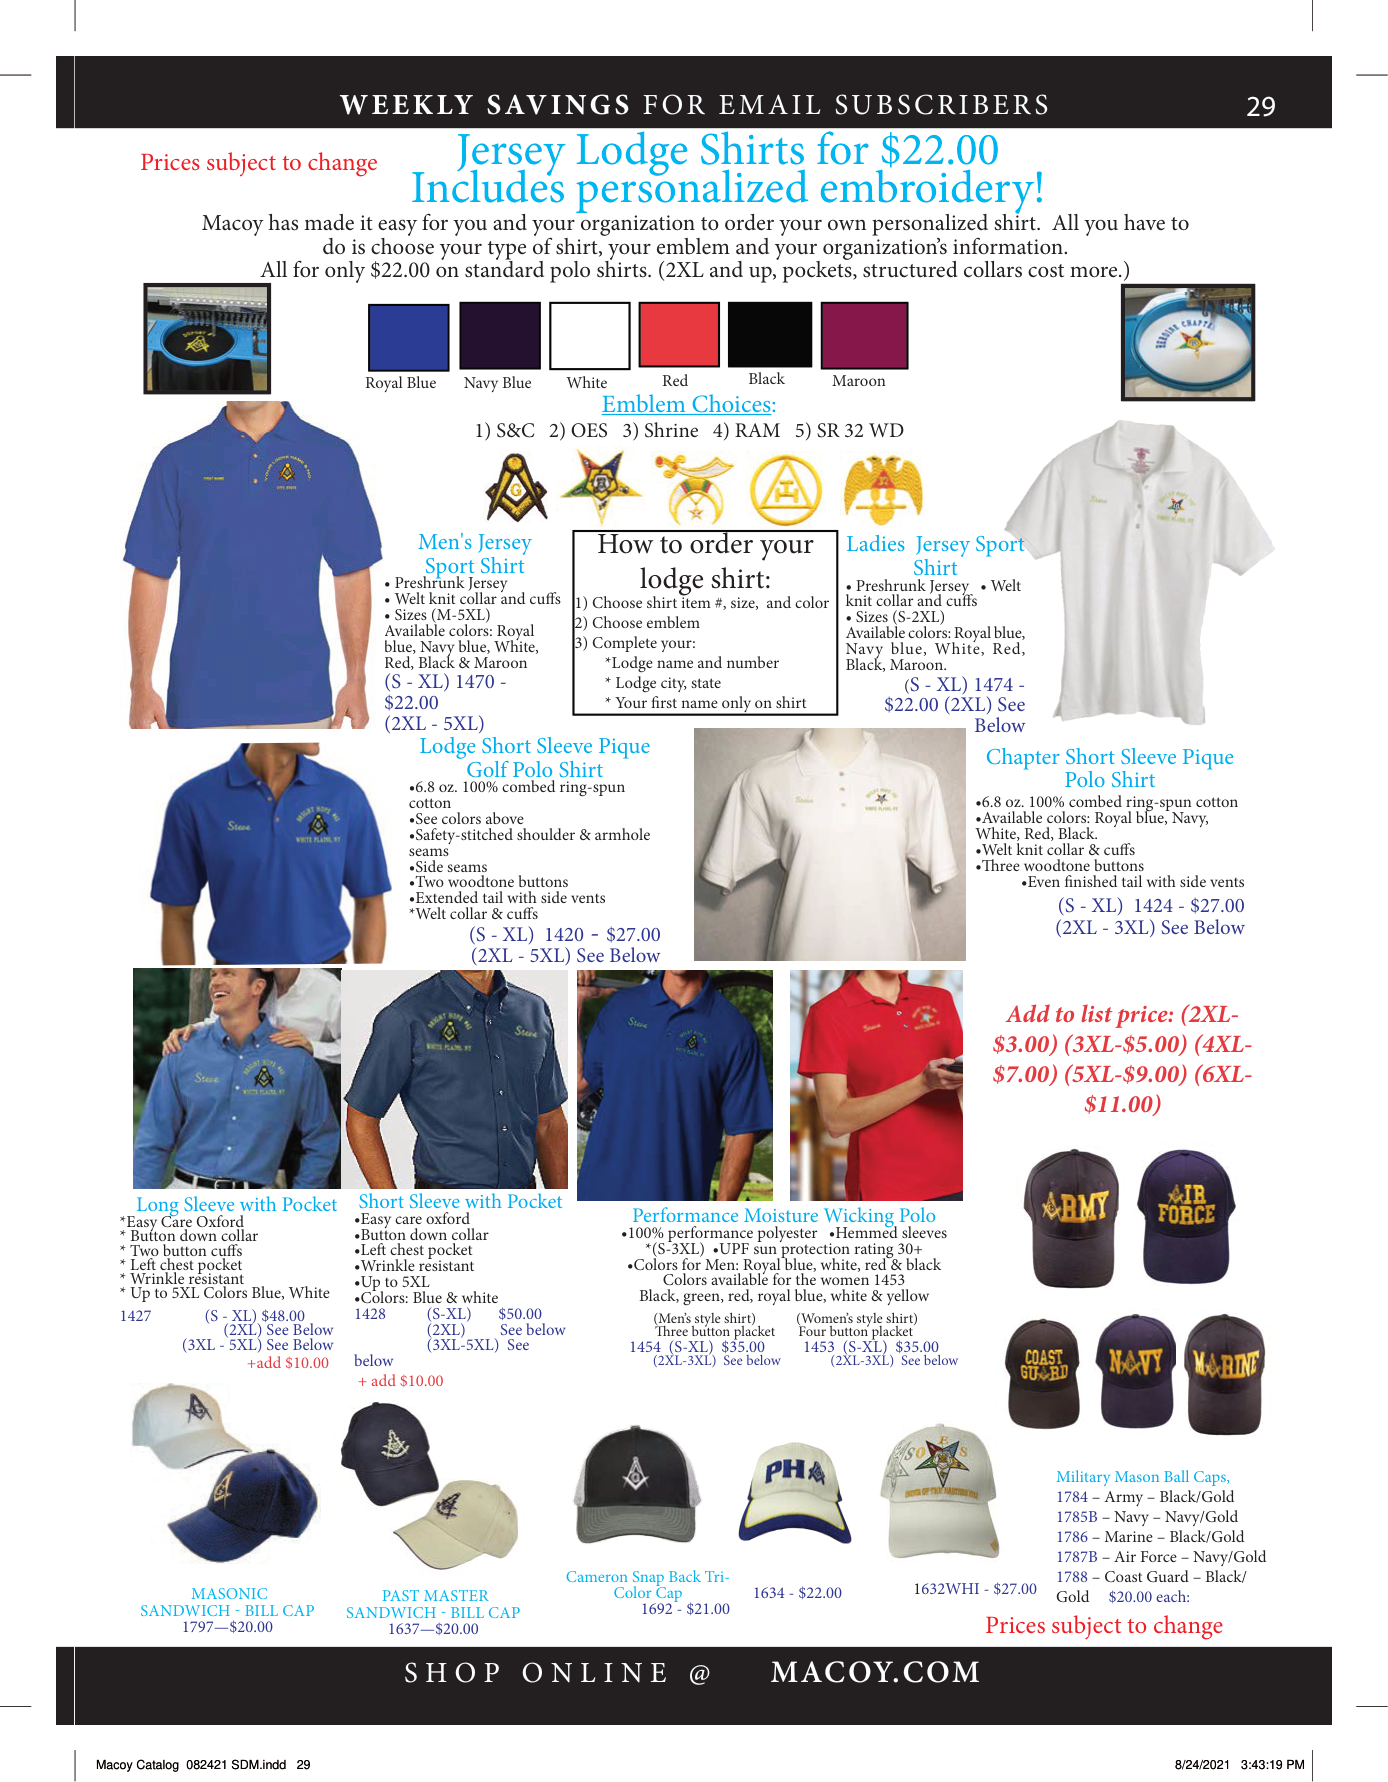 WEEKLY SAVINGS FOR EMAIL SUBSCRIBERS
29
Prices subject to change
Jersey Lodge Shirts for $22.00
Includes personalized embroidery!
Macoy has made it easy for you and your organization to order your own personalized shirt.  All you have to
do is choose your type of shirt, your emblem and your organization's information.
All for only $22.00 on standard polo shirts. (2XL and up, pockets, structured collars cost more.)
Royal Blue
Navy Blue
White
Red
Black
Maroon
Emblem Choices:
1) S&C   2) OES   3) Shrine   4) RAM   5) SR 32 WD
Men's Jersey
Sport Shirt
• Preshrunk Jersey
• Welt knit collar and cuffs
• Sizes (M-5XL)
Available colors: Royal
blue, Navy blue, White,
Red, Black & Maroon
(S - XL) 1470 -
$22.00
(2XL - 5XL)
How to order your
lodge shirt:
1) Choose shirt item #, size,  and color
2) Choose emblem
3) Complete your:
*Lodge name and number
* Lodge city, state
* Your first name only on shirt
Ladies  Jersey Sport
Shirt
• Preshrunk Jersey   • Welt
knit collar and cuffs
• Sizes (S-2XL)
Available colors: Royal blue,
Navy blue, White, Red,
Black, Maroon.
(S - XL) 1474 -
$22.00 (2XL) See
Below
Lodge Short Sleeve Pique
Golf Polo Shirt
•6.8 oz. 100% combed ring-spun
cotton
•See colors above
•Safety-stitched shoulder & armhole
seams
•Side seams
•Two woodtone buttons
•Extended tail with side vents
*Welt collar & cuffs
(S - XL)  1420 - $27.00
(2XL - 5XL) See Below
Steve
BRIGHT HOPE
WHITE PLAINS, NY
Chapter Short Sleeve Pique
Polo Shirt
•6.8 oz. 100% combed ring-spun cotton
•Available colors: Royal blue, Navy,
White, Red, Black.
•Welt knit collar & cuffs
•Three woodtone buttons
•Even finished tail with side vents
(S - XL)  1424 - $27.00
(2XL - 3XL) See Below
Add to list price: (2XL-
$3.00) (3XL-$5.00) (4XL-
$7.00) (5XL-$9.00) (6XL-
$11.00)
Steve
BRIGHT HOPE
WHITE PLAINS, NY
BRIGHT HOPE
WHITE PLAINS, NY
Steve
Steve
Long Sleeve with Pocket
*Easy Care Oxford
* Button down collar
* Two button cuffs
* Left chest pocket
* Wrinkle resistant
* Up to 5XL Colors Blue, White
1427 (S - XL) $48.00
(2XL) See Below
(3XL - 5XL) See Below
+add $10.00
Short Sleeve with Pocket
•Easy care oxford
•Button down collar
•Left chest pocket
•Wrinkle resistant
•Up to 5XL
•Colors: Blue & white
1428 (S-XL) $50.00
(2XL) See below
(3XL-5XL)  See
below
+ add $10.00
Performance Moisture Wicking Polo
•100% performance polyester   •Hemmed sleeves
*(S-3XL)  •UPF sun protection rating 30+
•Colors for Men: Royal blue, white, red & black
Colors available for the women 1453
Black, green, red, royal blue, white & yellow
(Men's style shirt)
Three button placket
1454  (S-XL)  $35.00
(2XL-3XL)  See below
(Women's style shirt)
Four button placket
1453  (S-XL)  $35.00
(2XL-3XL)  See below
ARMY
AIR
FORCE
COAST
GUARD
NAVY
MARINE
MASONIC
SANDWICH - BILL CAP
1797—$20.00
PAST MASTER
SANDWICH - BILL CAP
1637—$20.00
Cameron Snap Back Tri-
Color Cap
1692 - $21.00
PHA
1634 - $22.00
1632WHI - $27.00
Military Mason Ball Caps,
1784 – Army – Black/Gold
1785B – Navy – Navy/Gold
1786 – Marine – Black/Gold
1787B – Air Force – Navy/Gold
1788 – Coast Guard – Black/
Gold     $20.00 each:
Prices subject to change
SHOP ONLINE @ MACOY.COM
Macoy Catalog  082421 SDM.indd   29
8/24/2021   3:43:19 PM